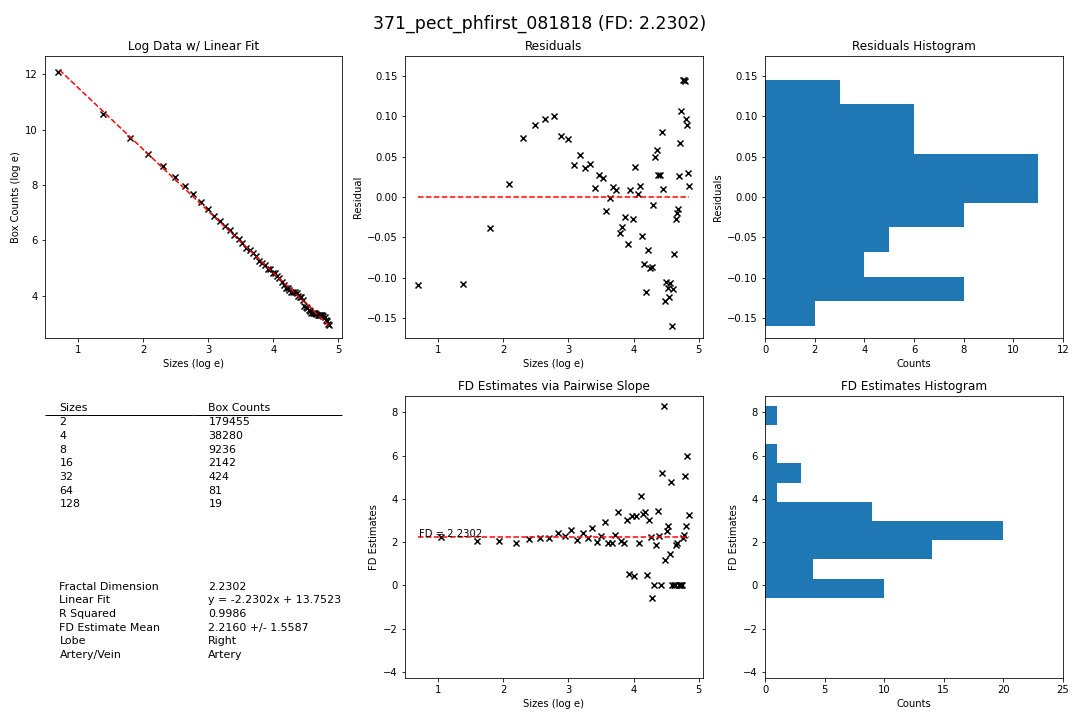 371_pect_phfirst_081818 (FD: 2.2302)
Log Data w/ Linear Fit
Box Counts (log e)
12
10
8
6
4
1
2
3
4
5
Sizes (log e)
Residuals
Residual
0.15
0.10
0.05
0.00
−0.05
−0.10
−0.15
1
2
3
4
5
Sizes (log e)
Residuals Histogram
Residuals
0.15
0.10
0.05
0.00
−0.05
−0.10
−0.15
0
2
4
6
8
10
12
Counts
Sizes Box Counts
2 179455
4 38280
8 9236
16 2142
32 424
64 81
128 19
Fractal Dimension 2.2302
Linear Fit y = -2.2302x + 13.7523
R Squared 0.9986
FD Estimate Mean 2.2160 +/- 1.5587
Lobe Right
Artery/Vein Artery
FD Estimates via Pairwise Slope
FD Estimates
8
6
4
2
0
−2
−4
FD = 2.2302
1
2
3
4
5
Sizes (log e)
FD Estimates Histogram
FD Estimates
8
6
4
2
0
−2
−4
0
5
10
15
20
25
Counts